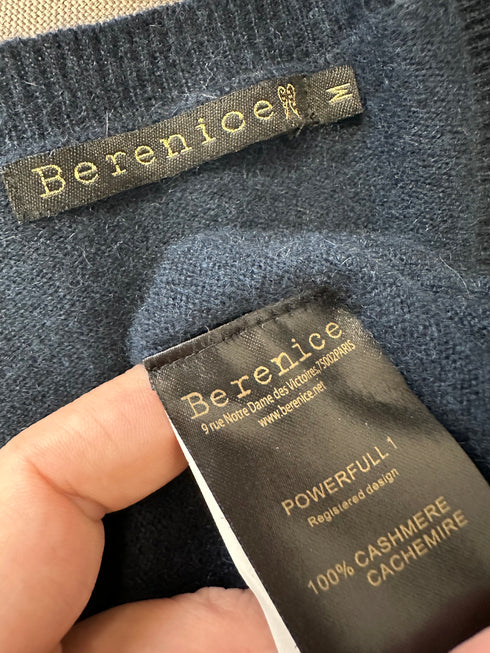 Berenice
M
Berenice
9 rue Notre Dame des Victoires, 75002 PARIS
www.berenice.net
POWERFULL 1
Registered design
100% CASHMERE
CACHEMIRE